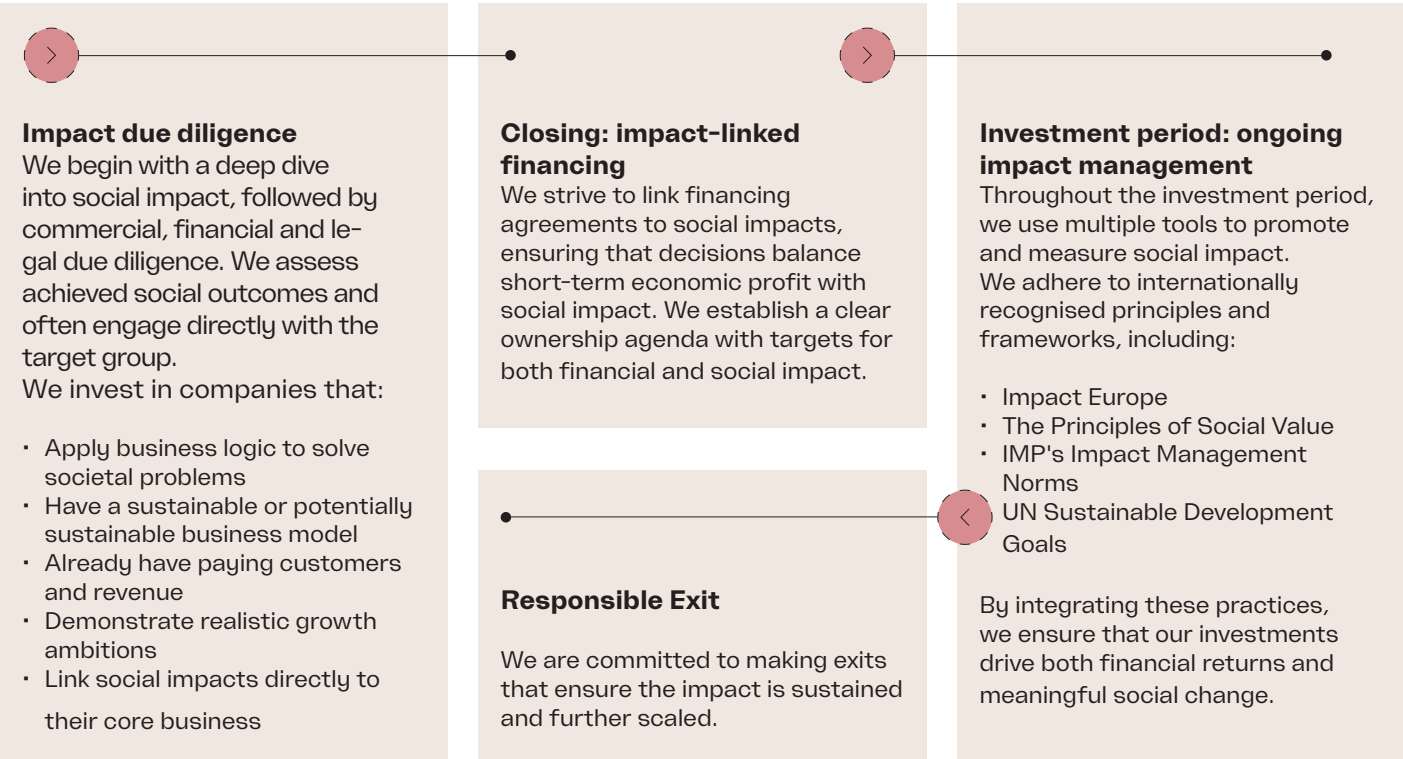 Impact due diligence
We begin with a deep dive
into social impact, followed by
commercial, financial and le-
gal due diligence. We assess
achieved social outcomes and
often engage directly with the
target group.
We invest in companies that:
· Apply business logic to solve
societal problems
· Have a sustainable or potentially
sustainable business model
· Already have paying customers
and revenue
· Demonstrate realistic growth
ambitions
· Link social impacts directly to
their core business
Closing: impact-linked
financing
We strive to link financing
agreements to social impacts,
ensuring that decisions balance
short-term economic profit with
social impact. We establish a clear
ownership agenda with targets for
both financial and social impact.
Investment period: ongoing
impact management
Throughout the investment period,
we use multiple tools to promote
and measure social impact.
We adhere to internationally
recognised principles and
frameworks, including:
· Impact Europe
· The Principles of Social Value
· IMP's Impact Management
Norms
UN Sustainable Development
Goals
By integrating these practices,
we ensure that our investments
drive both financial returns and
meaningful social change.
Responsible Exit
We are committed to making exits
that ensure the impact is sustained
and further scaled.